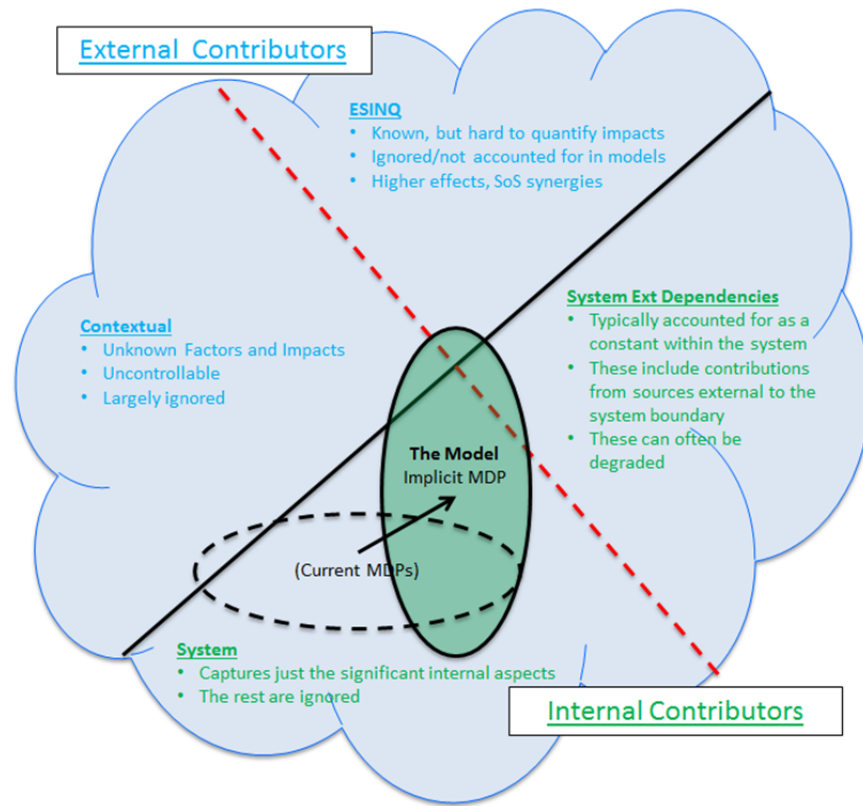 External Contributors
ESINQ
• Known, but hard to quantify impacts
• Ignored/not accounted for in models
• Higher effects, SoS synergies
System Ext Dependencies
• Typically accounted for as a
constant within the system
• These include contributions
from sources external to the
system boundary
• These can often be
degraded
Contextual
• Unknown Factors and Impacts
• Uncontrollable
• Largely ignored
The Model
Implicit MDP
(Current MDPs)
System
• Captures just the significant internal aspects
• The rest are ignored
Internal Contributors